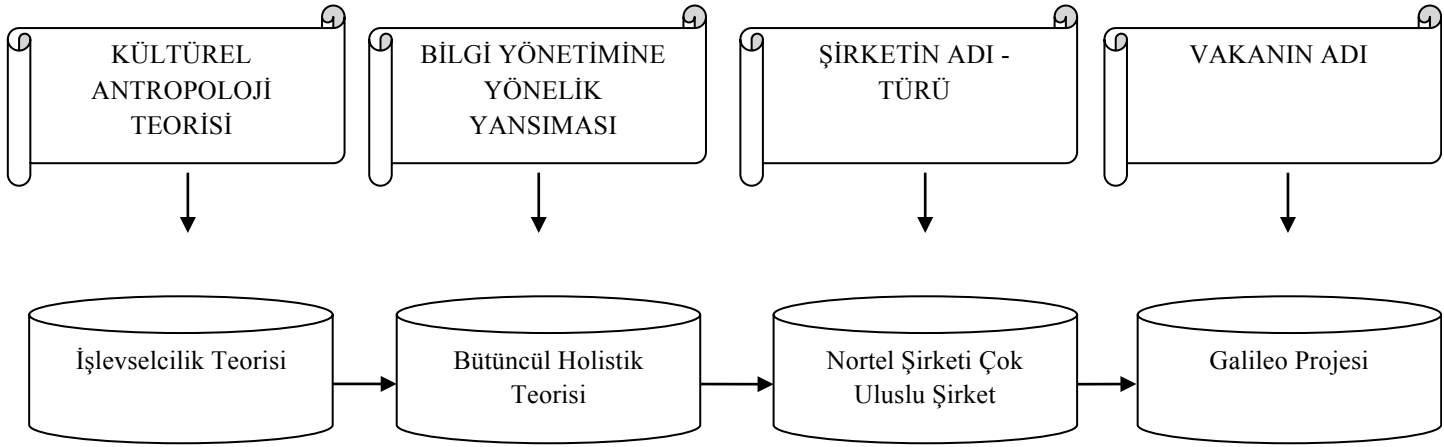 KÜLTÜREL
ANTROPOLOJİ
TEORİSİ
BİLGİ YÖNETİMİNE
YÖNELİK
YANSIMASI
ŞİRKETİN ADI -
TÜRÜ
VAKANIN ADI
İşlevselcilik Teorisi
Bütüncül Holistik
Teorisi
Nortel Şirketi Çok
Uluslu Şirket
Galileo Projesi